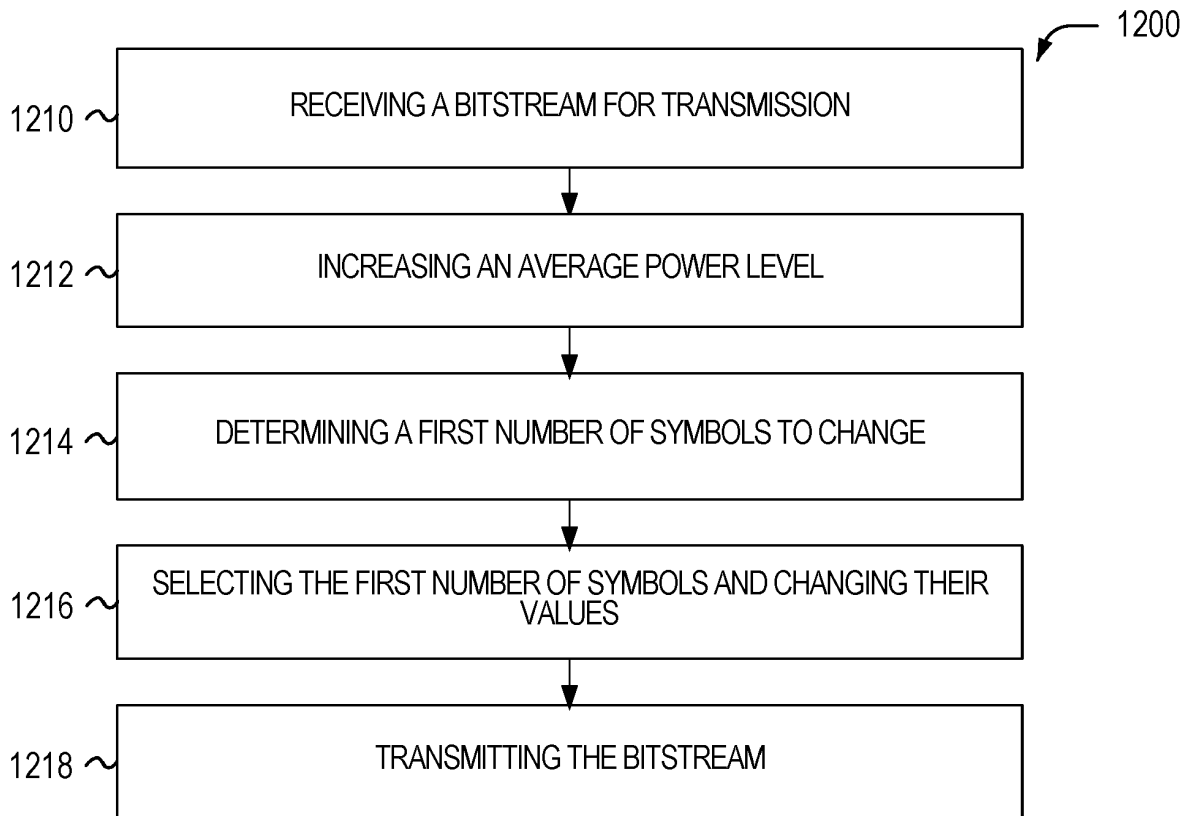 1200
1210
RECEIVING A BITSTREAM FOR TRANSMISSION
1212
INCREASING AN AVERAGE POWER LEVEL
1214
DETERMINING A FIRST NUMBER OF SYMBOLS TO CHANGE
1216
SELECTING THE FIRST NUMBER OF SYMBOLS AND CHANGING THEIR
VALUES
1218
TRANSMITTING THE BITSTREAM